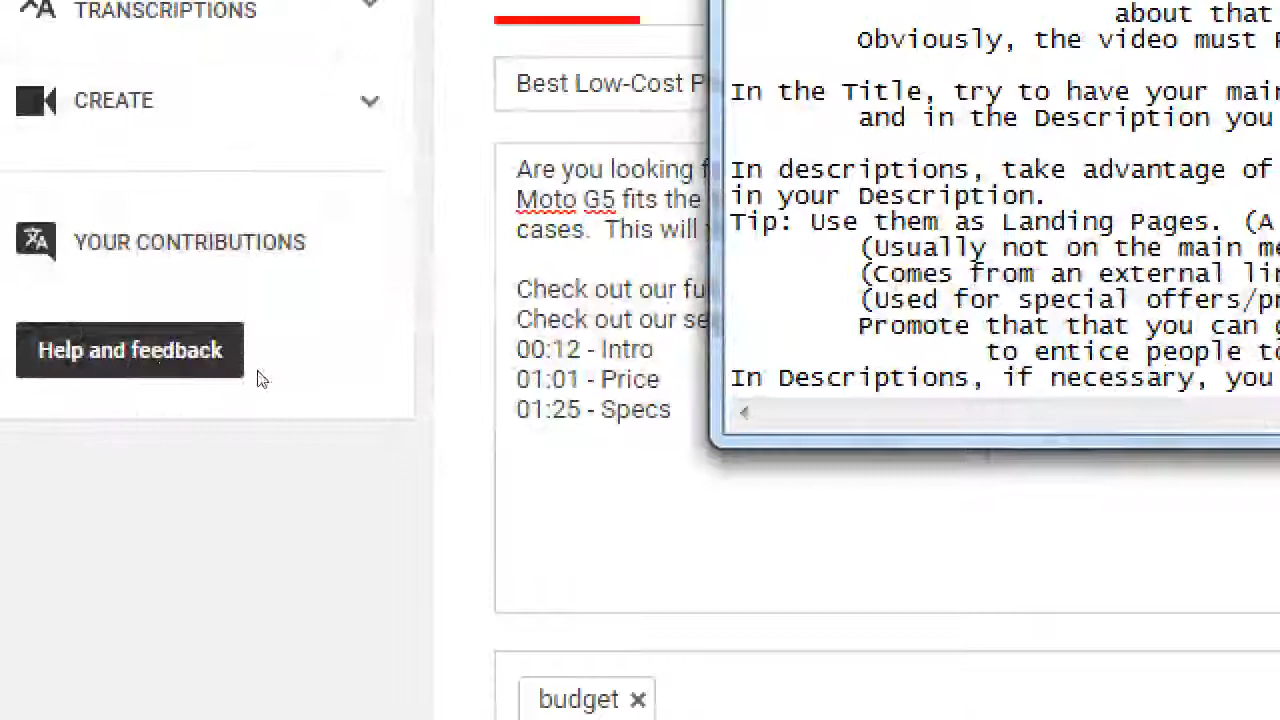 TRANSCRIPTIONS
CREATE
YOUR CONTRIBUTIONS
Help and feedback
Best Low-Cost P
Are you looking f
Moto G5 fits the
cases. This will
Check out our fu
Check out our se
00:12 - Intro
01:01 - Price
01:25 - Specs
budget ×
about that
Obviously, the video must
In the Title, try to have your main
and in the Description you
In descriptions, take advantage of
in your Description.
Tip: Use them as Landing Pages. (A
(Usually not on the main me
(Comes from an external lin
(Used for special offers/pr
Promote that that you can g
to entice people to
In Descriptions, if necessary, you